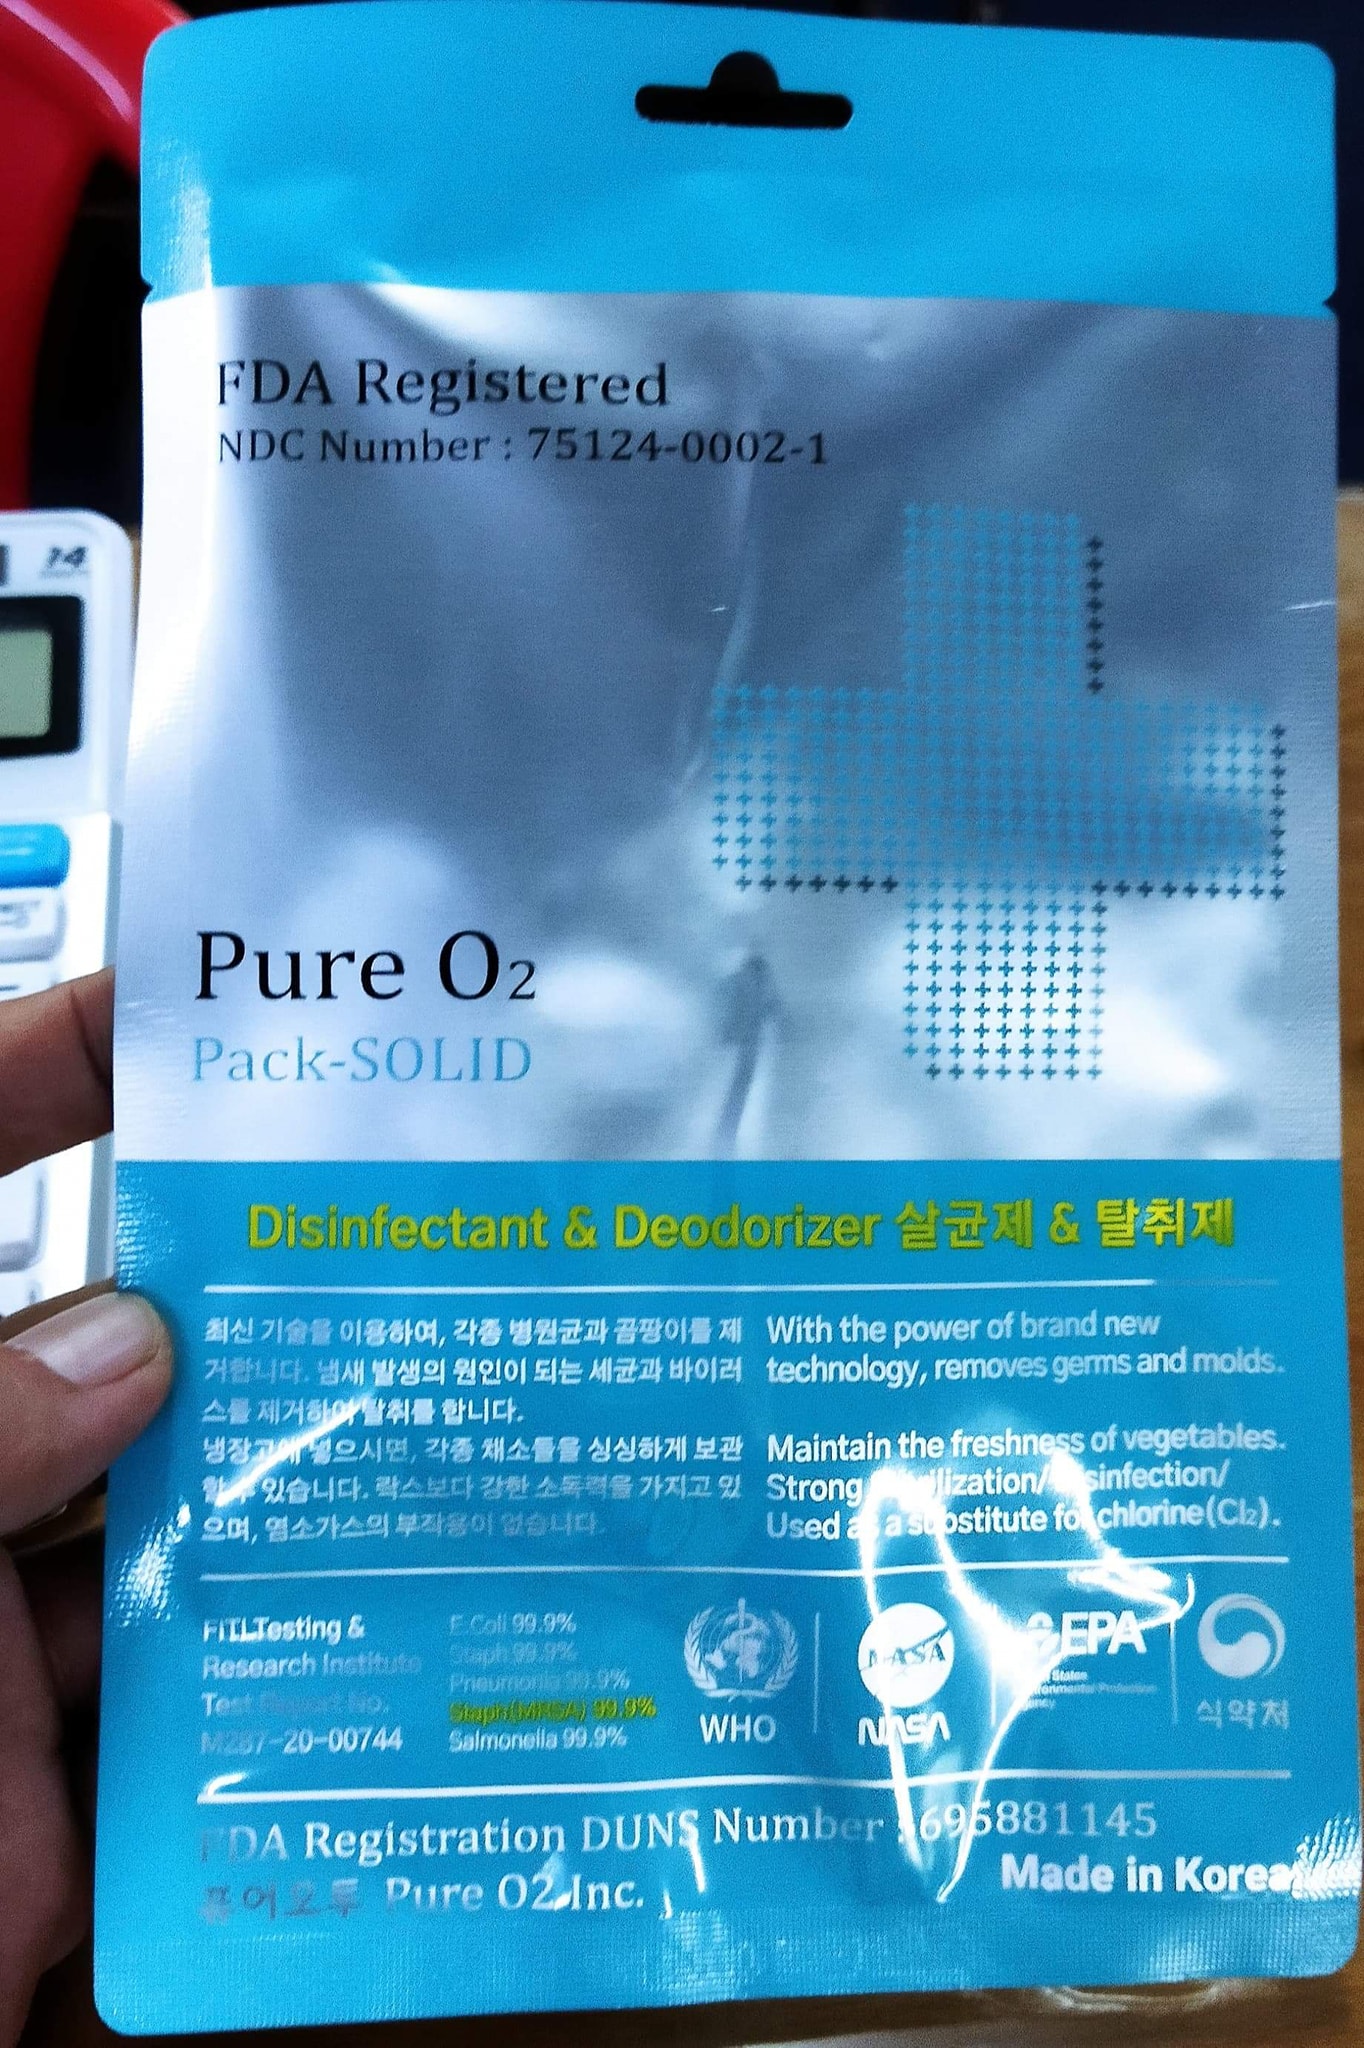 FDA Registered
NDC Number : 75124-0002-1
Pure O2
Pack-SOLID
Disinfectant & Deodorizer 살균제 & 탈취제
최신 기술을 이용하여, 각종 병원균과 곰팡이를 제
거합니다. 냄새 발생의 원인이 되는 세균과 바이러
스를 제거하여 탈취를 합니다.
냉장고에 넣으시면, 각종 채소들을 싱싱하게 보관
할 수 있습니다. 락스보다 강한 소독력을 가지고 있
으며, 염소가스의 부작용이 없습니다.
With the power of brand new
technology, removes germs and molds.
Maintain the freshness of vegetables.
Strong
Used as a substitute for chlorine(Cl2).
FITI Testing &
Research Institute
Test No.
M287-20-00744
E.Coli 99.9%
Staph 99.9%
Pneumonia 99.9%
Staph(MRSA) 99.9%
Salmonella 99.9%
WHO
NASA
NASA
EPA
식약처
FDA Registration DUNS Number : 695881145
퓨어오투 Pure O2 Inc.
Made in Korea
74